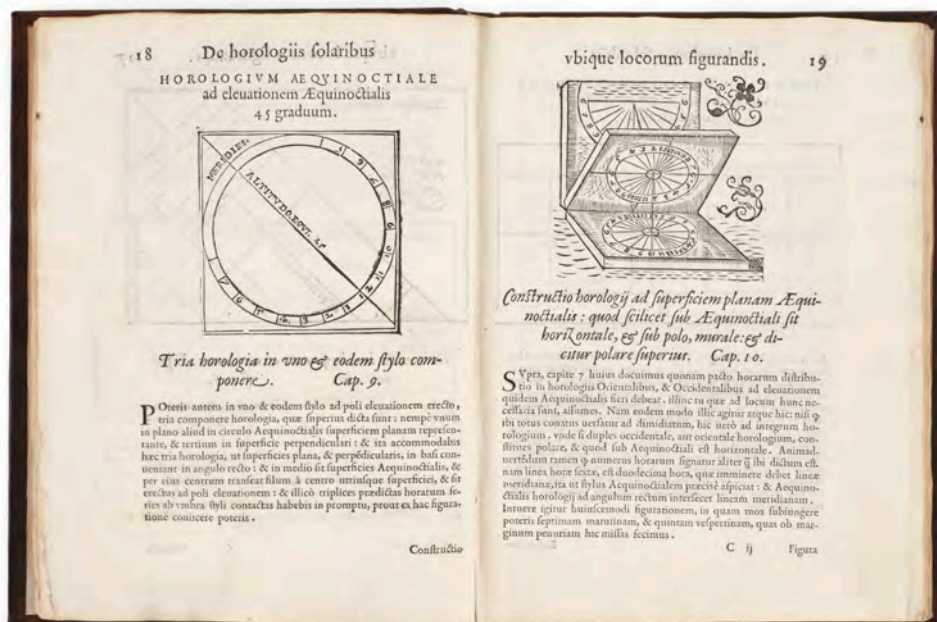 18 De horologiis solaribus
HOROLOGIVM AEQVINOCTIALE
ad eleuationem Æquinoctialis
45 graduum.
MERIDIES.
ALTITVDO ÆQVI. 45
Tria horologia in vno & eodem stylo com-
ponere. Cap. 9.
POteris autem in vno & eodem stylo ad poli eleuationem erecto,
tria componere horologia, quæ superius dicta sunt: nempè vnum
in plano aliud in circulo Aequinoctialis superficiem planam represen-
tante, & tertium in superficie perpendiculari: & ita accommodabis
hæc tria horologia, vt superficies plana, & perpẽdicularis, in basi con-
ueniant in angulo recto: & in medio sit superficies Aequinoctialis, &
per eius centrum transeat filum à centro vtriusque superficiei, & sit
erectus ad poli eleuationem: & illicò triplices prædictas horarum se-
ries ab vmbra styli contactas habebis in promptu, prout ex hac figura-
tione conijcere poteris.
Constructio
vbique locorum figurandis. 19
Constructio horologij ad superficiem planam Æqui-
noctialis: quod scilicet sub Æquinoctiali sit
horizontale, & sub polo, murale: & di-
citur polare superius. Cap. 10.
SVpra, capite 7 huius docuimus quonam pacto horarum distribu-
tio in horologiis Orientalibus, & Occidentalibus ad eleuationem
quidem Aequinoctialis fieri debeat. illinc tu quæ ad locum hunc ne-
cessaria sunt, assumes. Nam eodem modo illic agitur atque hic: nisi ꝙ
ibi totus conatus uersatur ad dimidiatum, hic uerò ad integrum ho-
rologium. vnde si duples occidentale, aut orientale horologium, con-
stitues polare, & quod sub Aequinoctiali est horizontale. Animad-
uertẽdum tamen ꝙ numerus horarum signatur aliter q̃ ibi dictum est.
nam linea horæ sextæ, est duodecima hora, quæ imminere debet lineæ
meridianæ, ita ut stylus Aequinoctialem præcisè aspiciat: & Aequino-
ctialis horologij ad angulum rectum intersecet lineam meridianam.
Intuere igitur huiuscemodi figurationem, in quam mox subiungere
poteris septimam matutinam, & quintam vespertinam, quas ob mar-
ginum penuriam hic missas fecimus.
C ij Figura